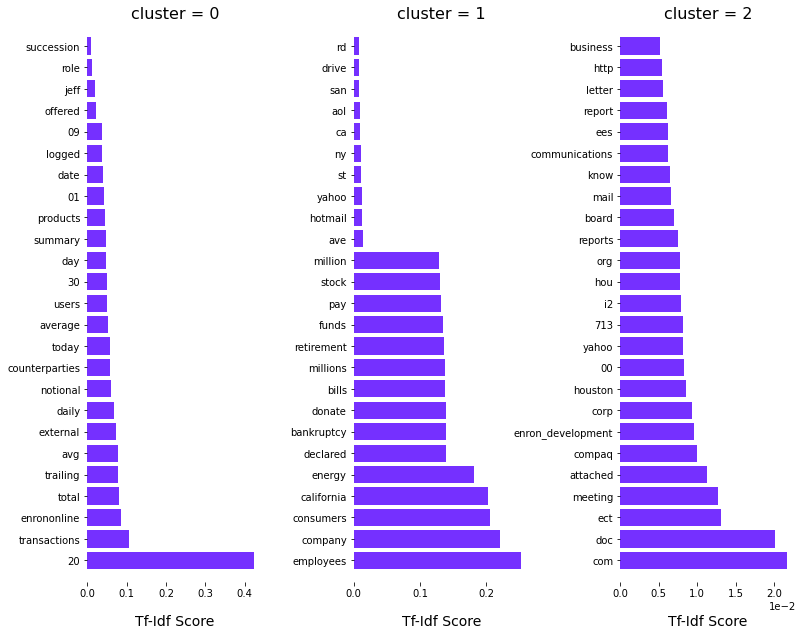 cluster = 0
succession
role
jeff
offered
09
logged
date
01
products
summary
day
30
users
average
today
counterparties
notional
daily
external
avg
trailing
total
enrononline
transactions
20
0.0 0.1 0.2 0.3 0.4
Tf-Idf Score
cluster = 1
rd
drive
san
aol
ca
ny
st
yahoo
hotmail
ave
million
stock
pay
funds
retirement
millions
bills
donate
bankruptcy
declared
energy
california
consumers
company
employees
0.0 0.1 0.2
Tf-Idf Score
cluster = 2
business
http
letter
report
ees
communications
know
mail
board
reports
org
hou
i2
713
yahoo
00
houston
corp
enron_development
compaq
attached
meeting
ect
doc
com
0.0 0.5 1.0 1.5 2.0
1e−2
Tf-Idf Score